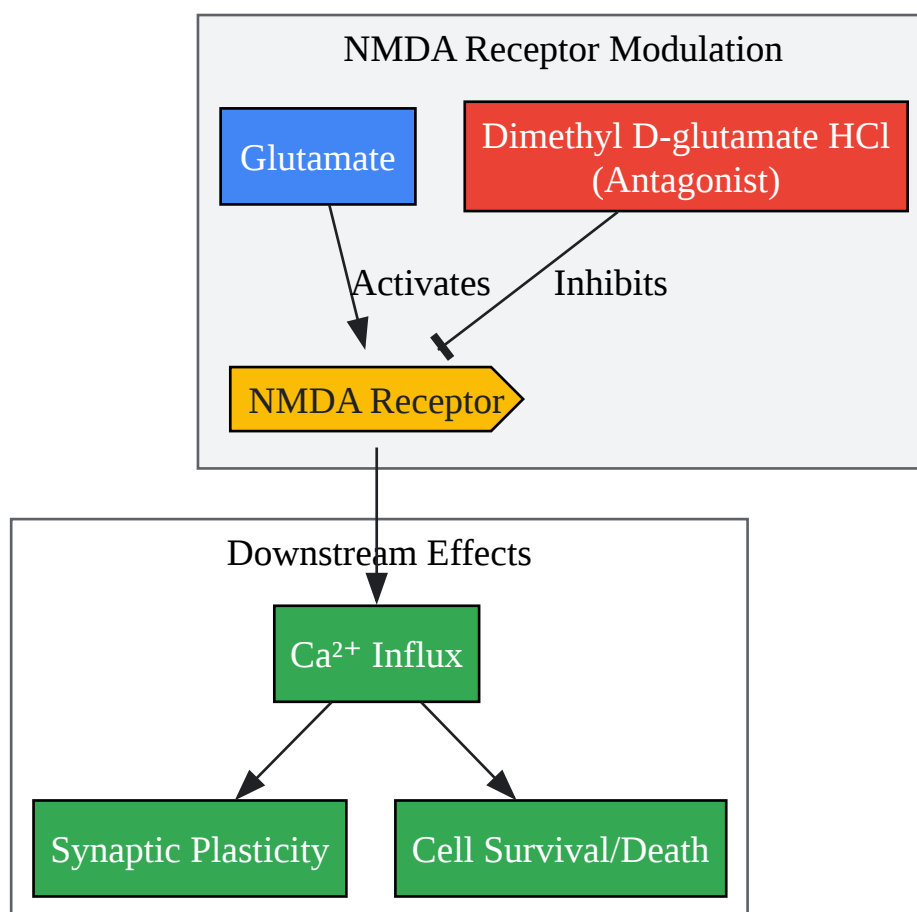 NMDA Receptor Modulation
Glutamate
Dimethyl D-glutamate HCl
(Antagonist)
Activates
Inhibits
NMDA Receptor
Downstream Effects
Ca²⁺ Influx
Synaptic Plasticity
Cell Survival/Death